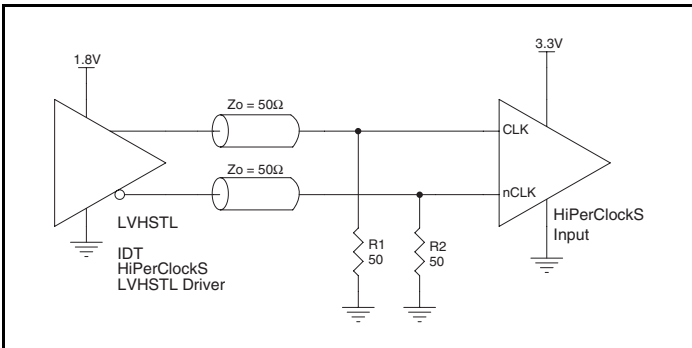 1.8V
3.3V
Zo = 50Ω
CLK
Zo = 50Ω
nCLK
LVHSTL
HiPerClockS
Input
R1
50
R2
50
IDT
HiPerClockS
LVHSTL Driver